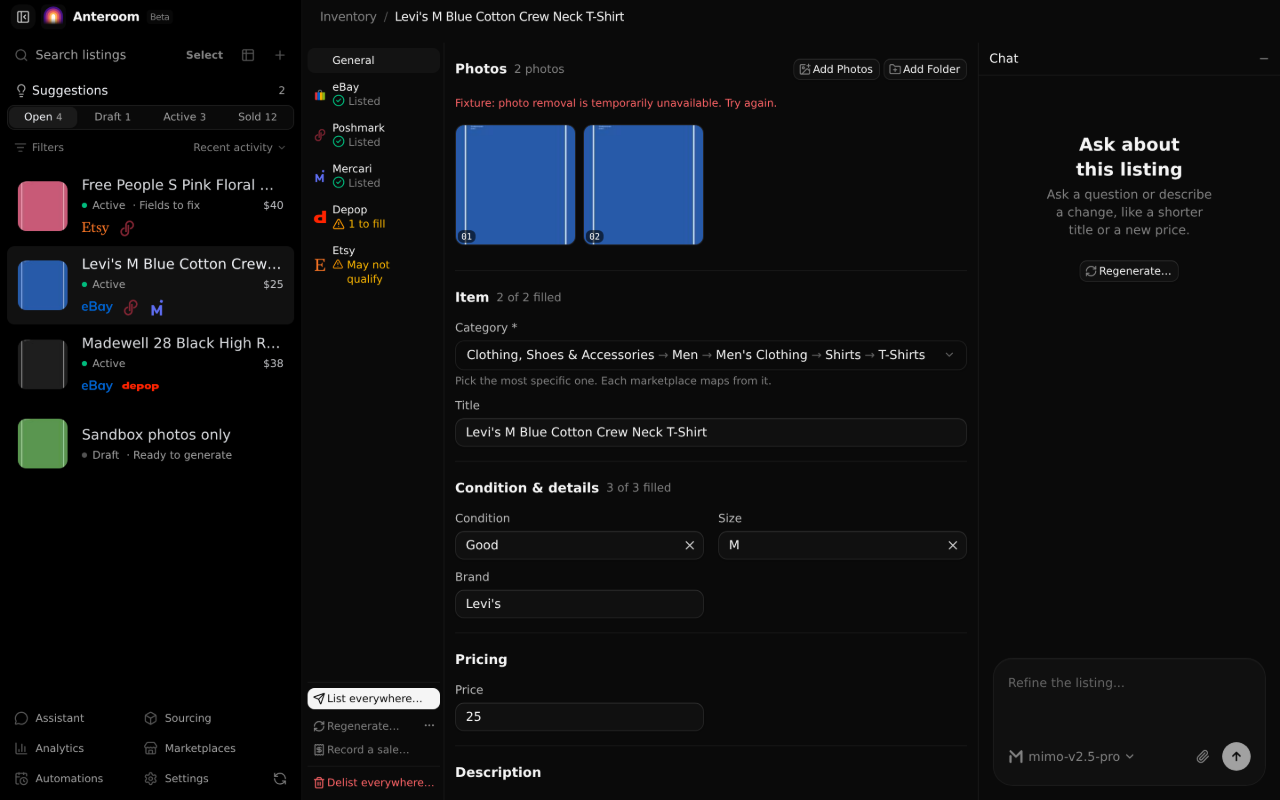 Anteroom Beta
Search listings Select
Suggestions 2
Open 4 Draft 1 Active 3 Sold 12
Filters Recent activity
Free People S Pink Floral ...
Active · Fields to fix $40
Etsy
Levi's M Blue Cotton Crew...
Active $25
eBay
Madewell 28 Black High R...
Active $38
eBay depop
Sandbox photos only
Draft · Ready to generate
Assistant Sourcing
Analytics Marketplaces
Automations Settings
Inventory / Levi's M Blue Cotton Crew Neck T-Shirt
General
eBay
Listed
Poshmark
Listed
Mercari
Listed
Depop
1 to fill
Etsy
May not
qualify
List everywhere...
Regenerate... ...
Record a sale...
Delist everywhere...
Photos 2 photos Add Photos Add Folder
Fixture: photo removal is temporarily unavailable. Try again.
01 02
Item 2 of 2 filled
Category *
Clothing, Shoes & Accessories → Men → Men's Clothing → Shirts → T-Shirts
Pick the most specific one. Each marketplace maps from it.
Title
Levi's M Blue Cotton Crew Neck T-Shirt
Condition & details 3 of 3 filled
Condition Size
Good M
Brand
Levi's
Pricing
Price
25
Description
Chat
Ask about
this listing
Ask a question or describe
a change, like a shorter
title or a new price.
Regenerate...
Refine the listing...
mimo-v2.5-pro